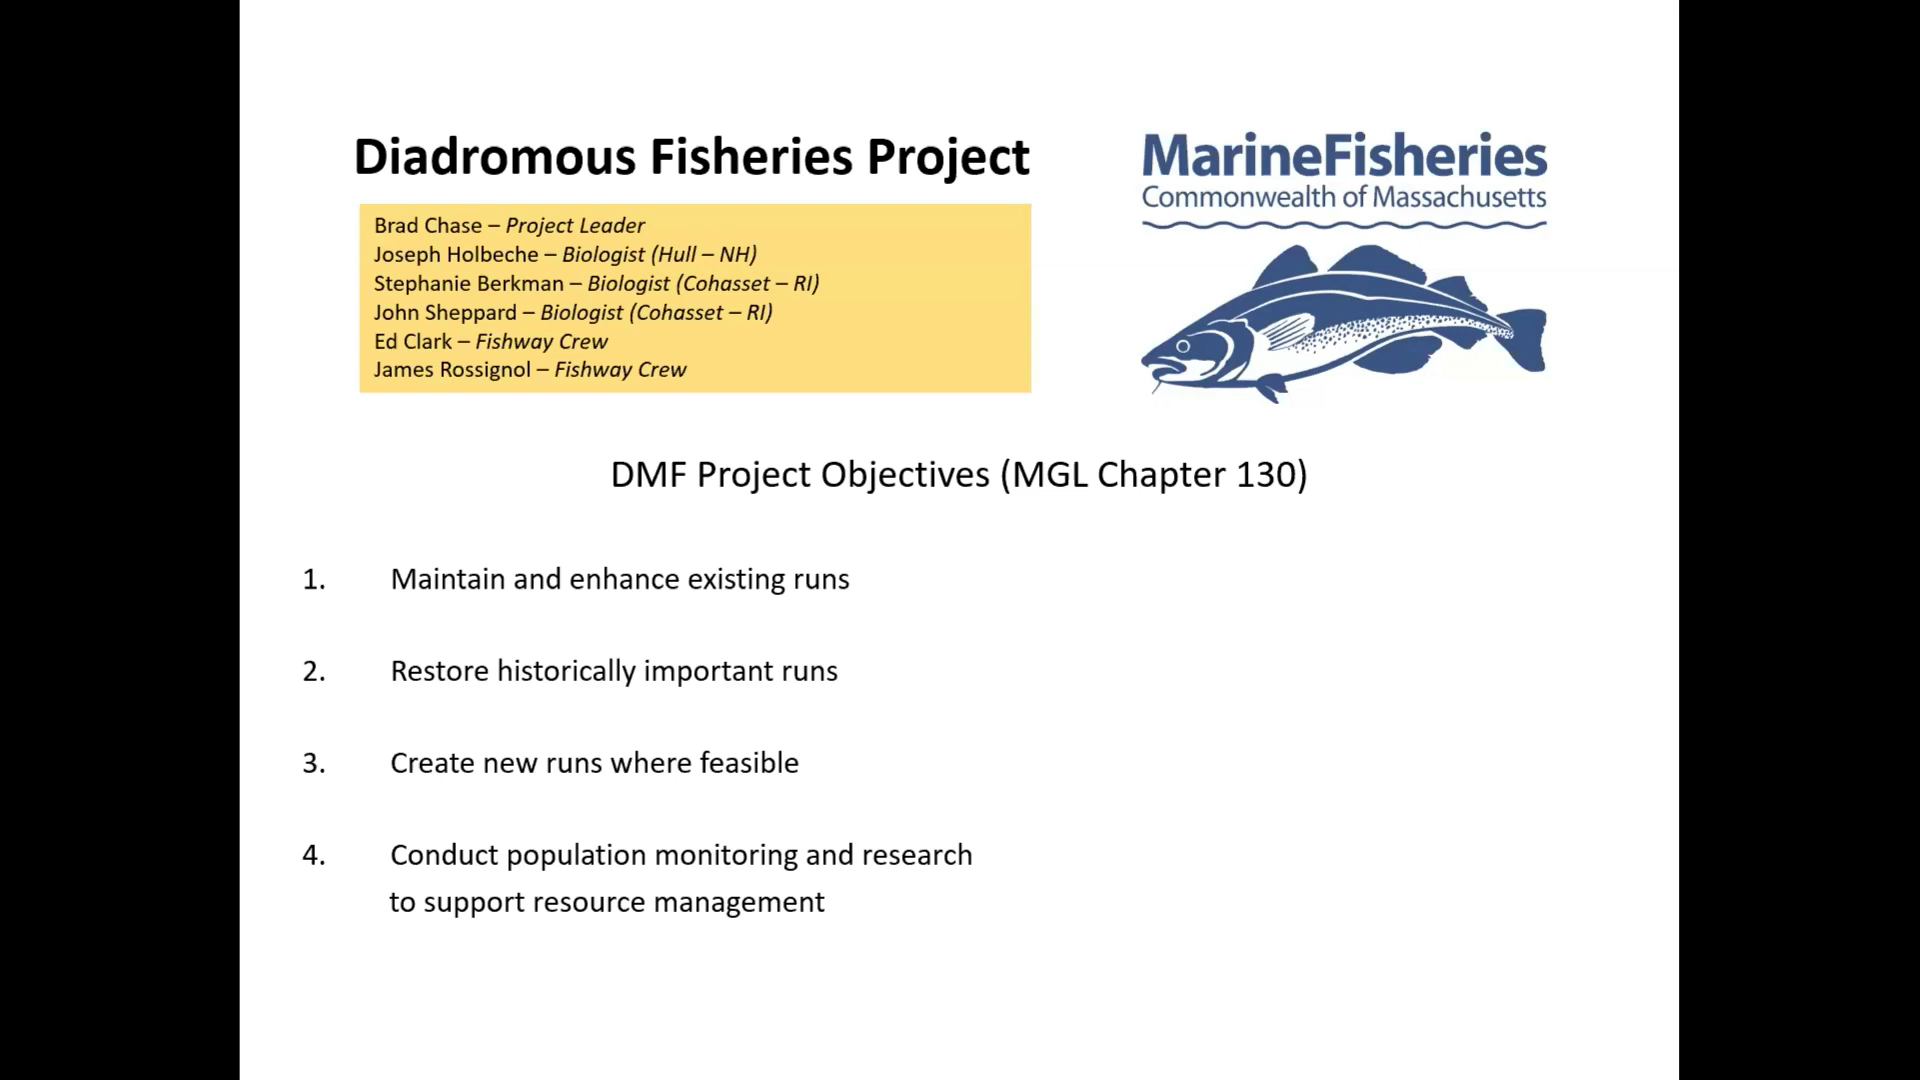 Diadromous Fisheries Project
Brad Chase – Project Leader
Joseph Holbeche – Biologist (Hull – NH)
Stephanie Berkman – Biologist (Cohasset – RI)
John Sheppard – Biologist (Cohasset – RI)
Ed Clark – Fishway Crew
James Rossignol – Fishway Crew
MarineFisheries
Commonwealth of Massachusetts
DMF Project Objectives (MGL Chapter 130)
1. Maintain and enhance existing runs
2. Restore historically important runs
3. Create new runs where feasible
4. Conduct population monitoring and research
to support resource management